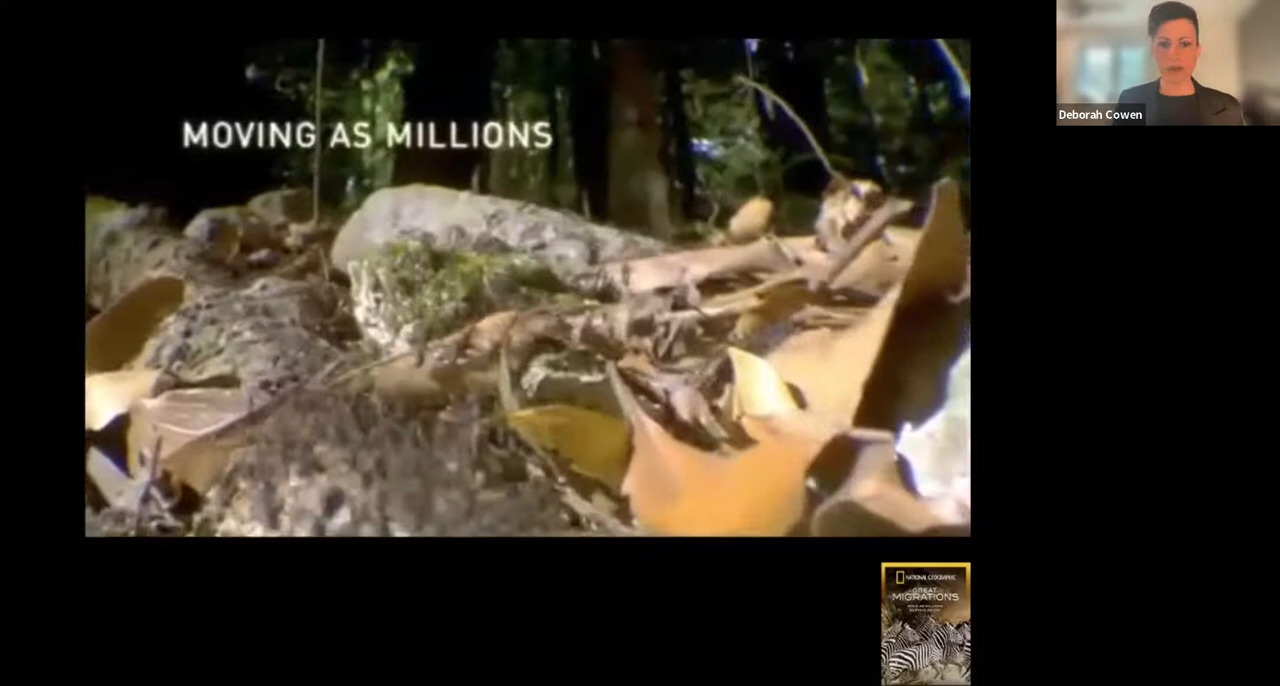 MOVING AS MILLIONS
Deborah Cowen
NATIONAL GEOGRAPHIC
GREAT
MIGRATIONS